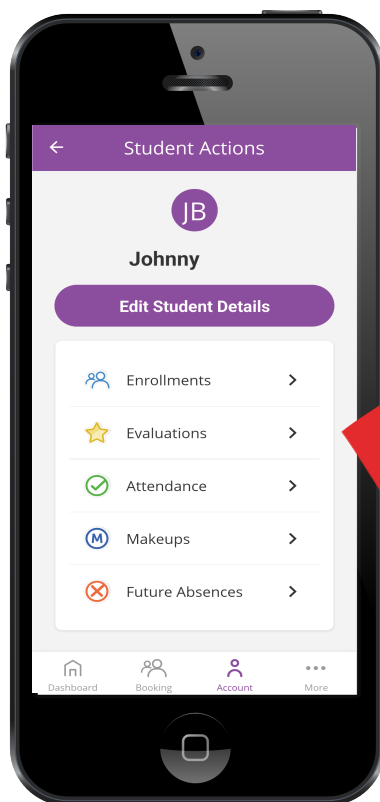 Student Actions
JB
Johnny
Edit Student Details
Enrollments
Evaluations
Attendance
M Makeups
Future Absences
Dashboard Booking Account More